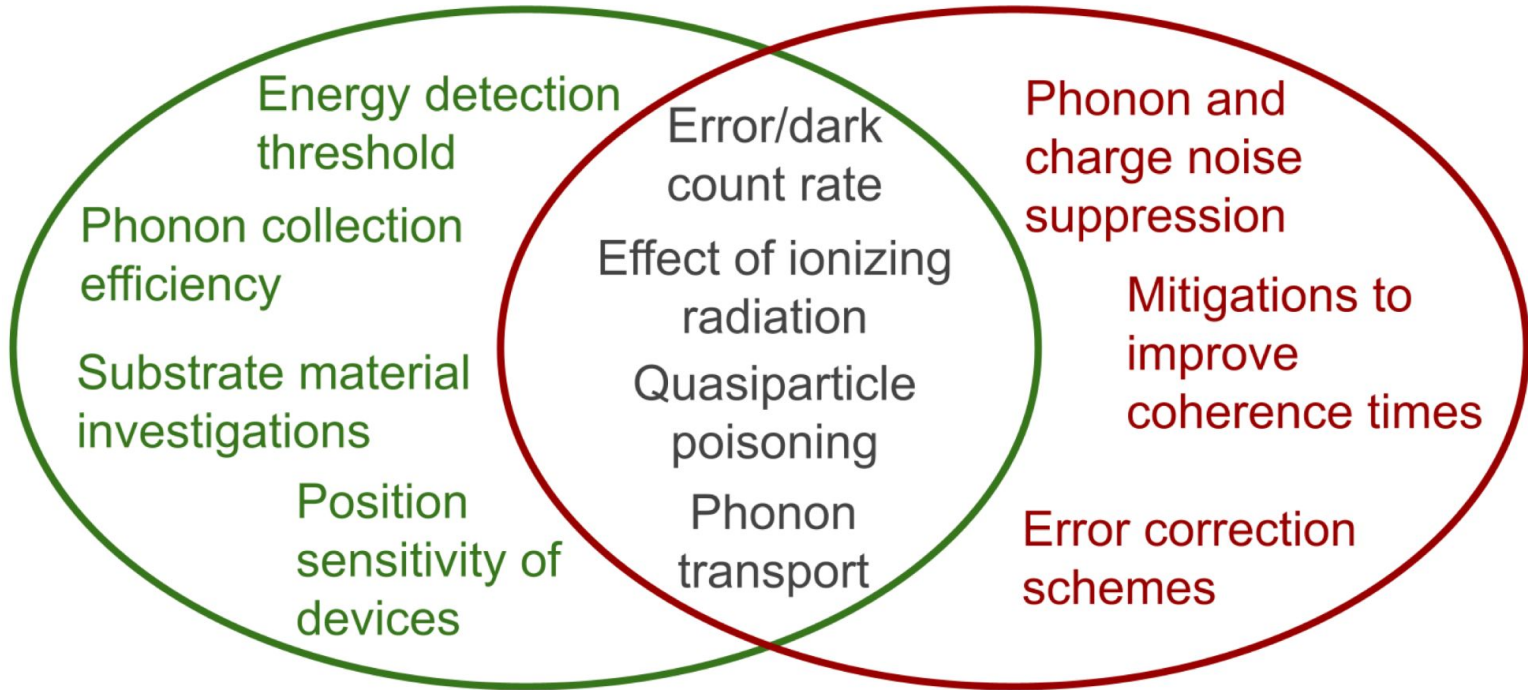 Energy detection
threshold
Phonon collection
efficiency
Substrate material
investigations
Position
sensitivity of
devices
Error/dark
count rate
Effect of ionizing
radiation
Quasiparticle
poisoning
Phonon
transport
Phonon and
charge noise
suppression
Mitigations to
improve
coherence times
Error correction
schemes